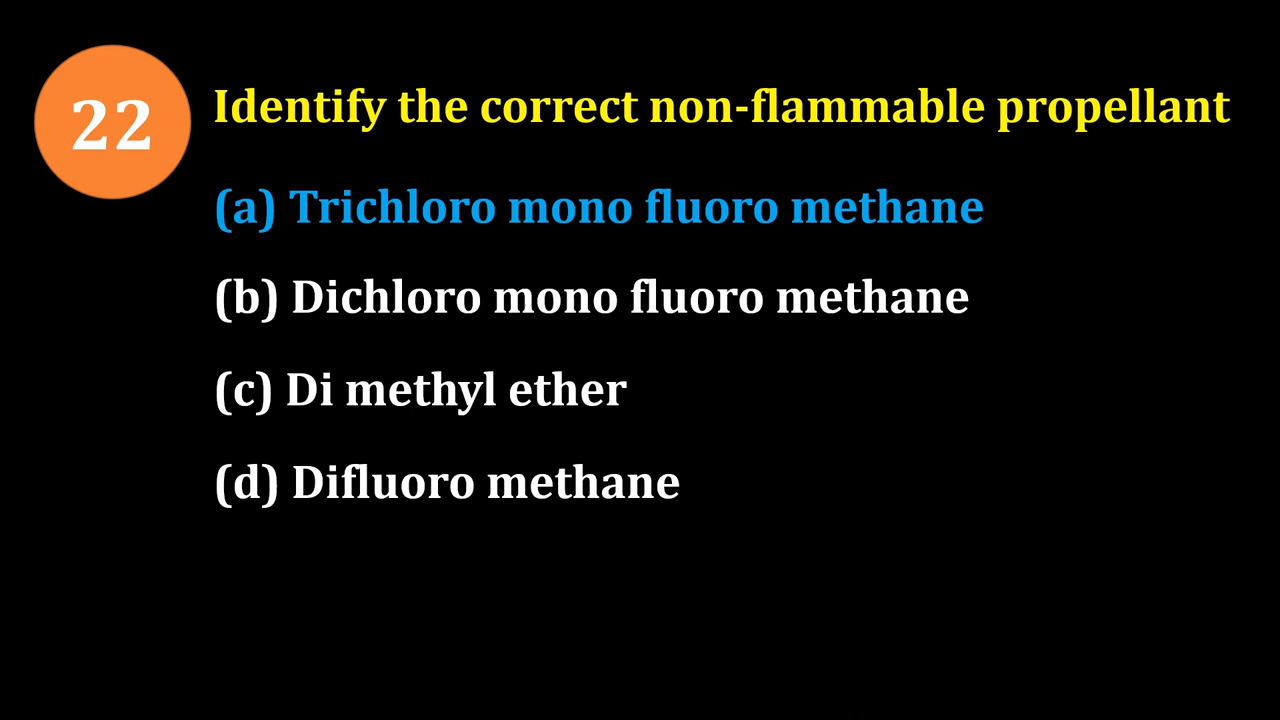 22
Identify the correct non-flammable propellant
(a) Trichloro mono fluoro methane
(b) Dichloro mono fluoro methane
(c) Di methyl ether
(d) Difluoro methane